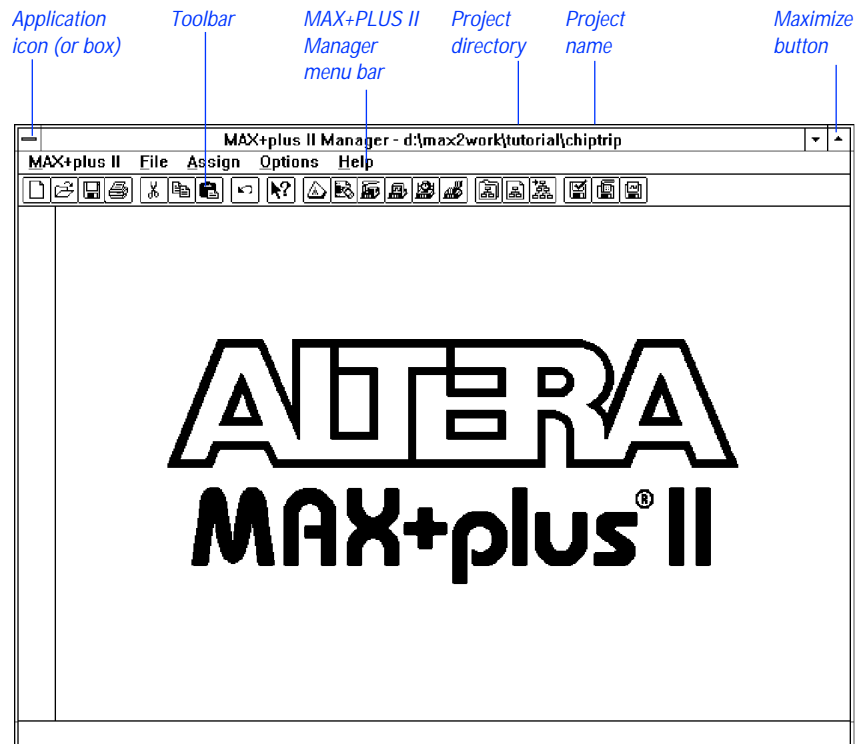 Application
icon (or box)
Toolbar
MAX+PLUS II
Manager
menu bar
Project
directory
Project
name
Maximize
button
MAX+plus II Manager - d:\max2work\tutorial\chiptrip
MAX+plus II File Assign Options Help
ALTERA
MAX+plus® II